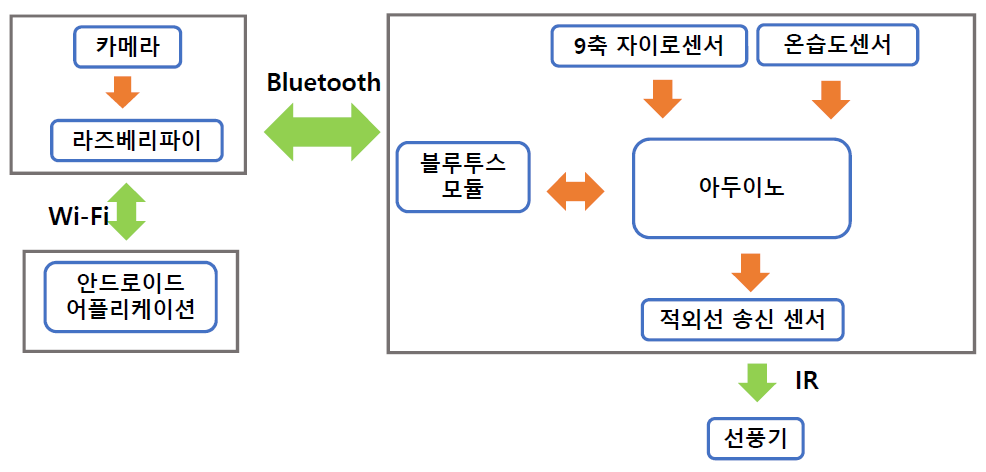 카메라
라즈베리파이
Bluetooth
Wi-Fi
안드로이드
어플리케이션
9축 자이로센서
온습도센서
블루투스
모듈
아두이노
적외선 송신 센서
IR
선풍기